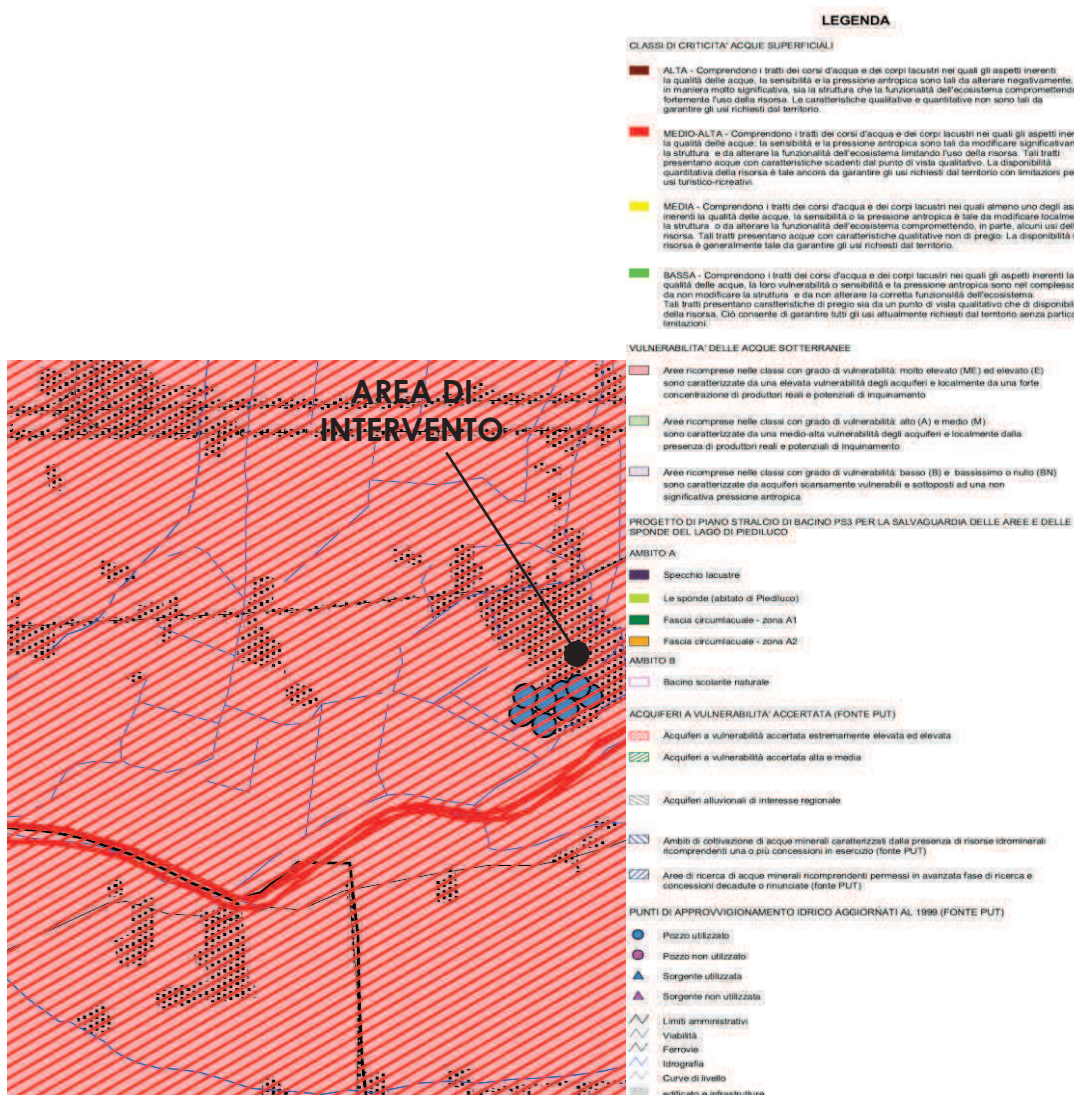 LEGENDA
CLASSI DI CRITICITA' ACQUE SUPERFICIALI
ALTA - Comprendono i tratti dei corsi d'acqua e dei corpi lacustri nei quali gli aspetti inerenti
la qualità delle acque, la sensibilità e la pressione antropica sono tali da alterare negativamente,
in maniera molto significativa, sia la struttura che la funzionalità dell'ecosistema compromettendo
fortemente l'uso della risorsa. Le caratteristiche qualitative e quantitative non sono tali da
garantire gli usi richiesti dal territorio.
MEDIO-ALTA - Comprendono i tratti dei corsi d'acqua e dei corpi lacustri nei quali gli aspetti
la qualità delle acque, la sensibilità e la pressione antropica sono tali da modificare
la struttura e da alterare la funzionalità dell'ecosistema limitando l'uso della risorsa. Tali tratti
presentano acque con caratteristiche scadenti dal punto di vista qualitativo. La disponibilità
quantitativa della risorsa è tale ancora da garantire gli usi richiesti dal territorio con limitazioni
usi turistico-ricreativi.
MEDIA - Comprendono i tratti dei corsi d'acqua e dei corpi lacustri nei quali almeno uno degli
inerenti la qualità delle acque, la sensibilità o la pressione antropica è tale da modificare
la struttura o da alterare la funzionalità dell'ecosistema compromettendo, in parte, alcuni usi
risorsa. Tali tratti presentano acque con caratteristiche qualitative non di pregio. La disponibilità
risorsa è generalmente tale da garantire gli usi richiesti dal territorio.
BASSA - Comprendono i tratti dei corsi d'acqua e dei corpi lacustri nei quali gli aspetti inerenti la
qualità delle acque, la loro vulnerabilità o sensibilità e la pressione antropica sono nel complesso
da non modificare la struttura e da non alterare la corretta funzionalità dell'ecosistema.
Tali tratti presentano caratteristiche di pregio sia da un punto di vista qualitativo che di
della risorsa. Ciò consente di garantire tutti gli usi attualmente richiesti dal territorio senza
limitazioni.
VULNERABILITA' DELLE ACQUE SOTTERRANEE
Aree ricomprese nelle classi con grado di vulnerabilità: molto elevato (ME) ed elevato (E)
sono caratterizzate da una elevata vulnerabilità degli acquiferi e localmente da una forte
concentrazione di produttori reali e potenziali di inquinamento
AREA DI
INTERVENTO
Aree ricomprese nelle classi con grado di vulnerabilità: alto (A) e medio (M)
sono caratterizzate da una medio-alta vulnerabilità degli acquiferi e localmente dalla
presenza di produttori reali e potenziali di inquinamento
Aree ricomprese nelle classi con grado di vulnerabilità: basso (B) e bassissimo o nullo (BN)
sono caratterizzate da acquiferi scarsamente vulnerabili e sottoposti ad una non
significativa pressione antropica
PROGETTO DI PIANO STRALCIO DI BACINO PS3 PER LA SALVAGUARDIA DELLE AREE E DELLE
SPONDE DEL LAGO DI PIEDILUCO
AMBITO A
Specchio lacustre
Le sponde (abitato di Piediluco)
Fascia circumlacuale - zona A1
Fascia circumlacuale - zona A2
AMBITO B
Bacino scolante naturale
ACQUIFERI A VULNERABILITA' ACCERTATA (FONTE PUT)
Acquiferi a vulnerabilità accertata estremamente elevata ed elevata
Acquiferi a vulnerabilità accertata alta e media
Acquiferi alluvionali di interesse regionale
Ambiti di coltivazione di acque minerali caratterizzati dalla presenza di risorse idrominerali
ricomprendenti una o più concessioni in esercizio (fonte PUT)
Aree di ricerca di acque minerali ricomprendenti permessi in avanzata fase di ricerca e
concessioni decadute o rinunciate (fonte PUT)
PUNTI DI APPROVVIGIONAMENTO IDRICO AGGIORNATI AL 1999 (FONTE PUT)
Pozzo utilizzato
Pozzo non utilzzato
Sorgente utilizzata
Sorgente non utilizzata
Limiti amministrativi
Viabilità
Ferrovie
Idrografia
Curve di livello
edificato e infrastrutture